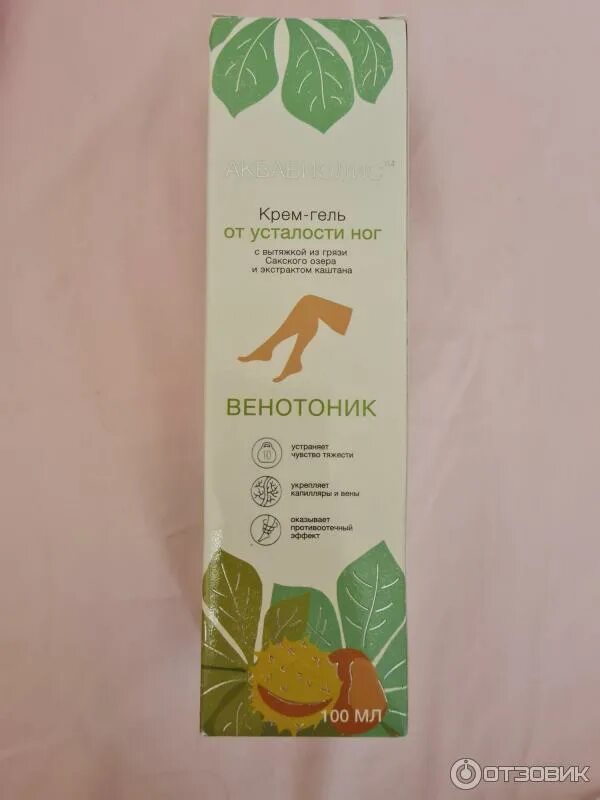 АКВАБИОЛИС™
Крем-гель
от усталости ног
с вытяжкой из грязи
Сакского озера
и экстрактом каштана
ВЕНОТОНИК
10
устраняет
чувство тяжести
укрепляет
капилляры и вены
оказывает
противоотечный
эффект
100 МЛ
ОТЗОВИК